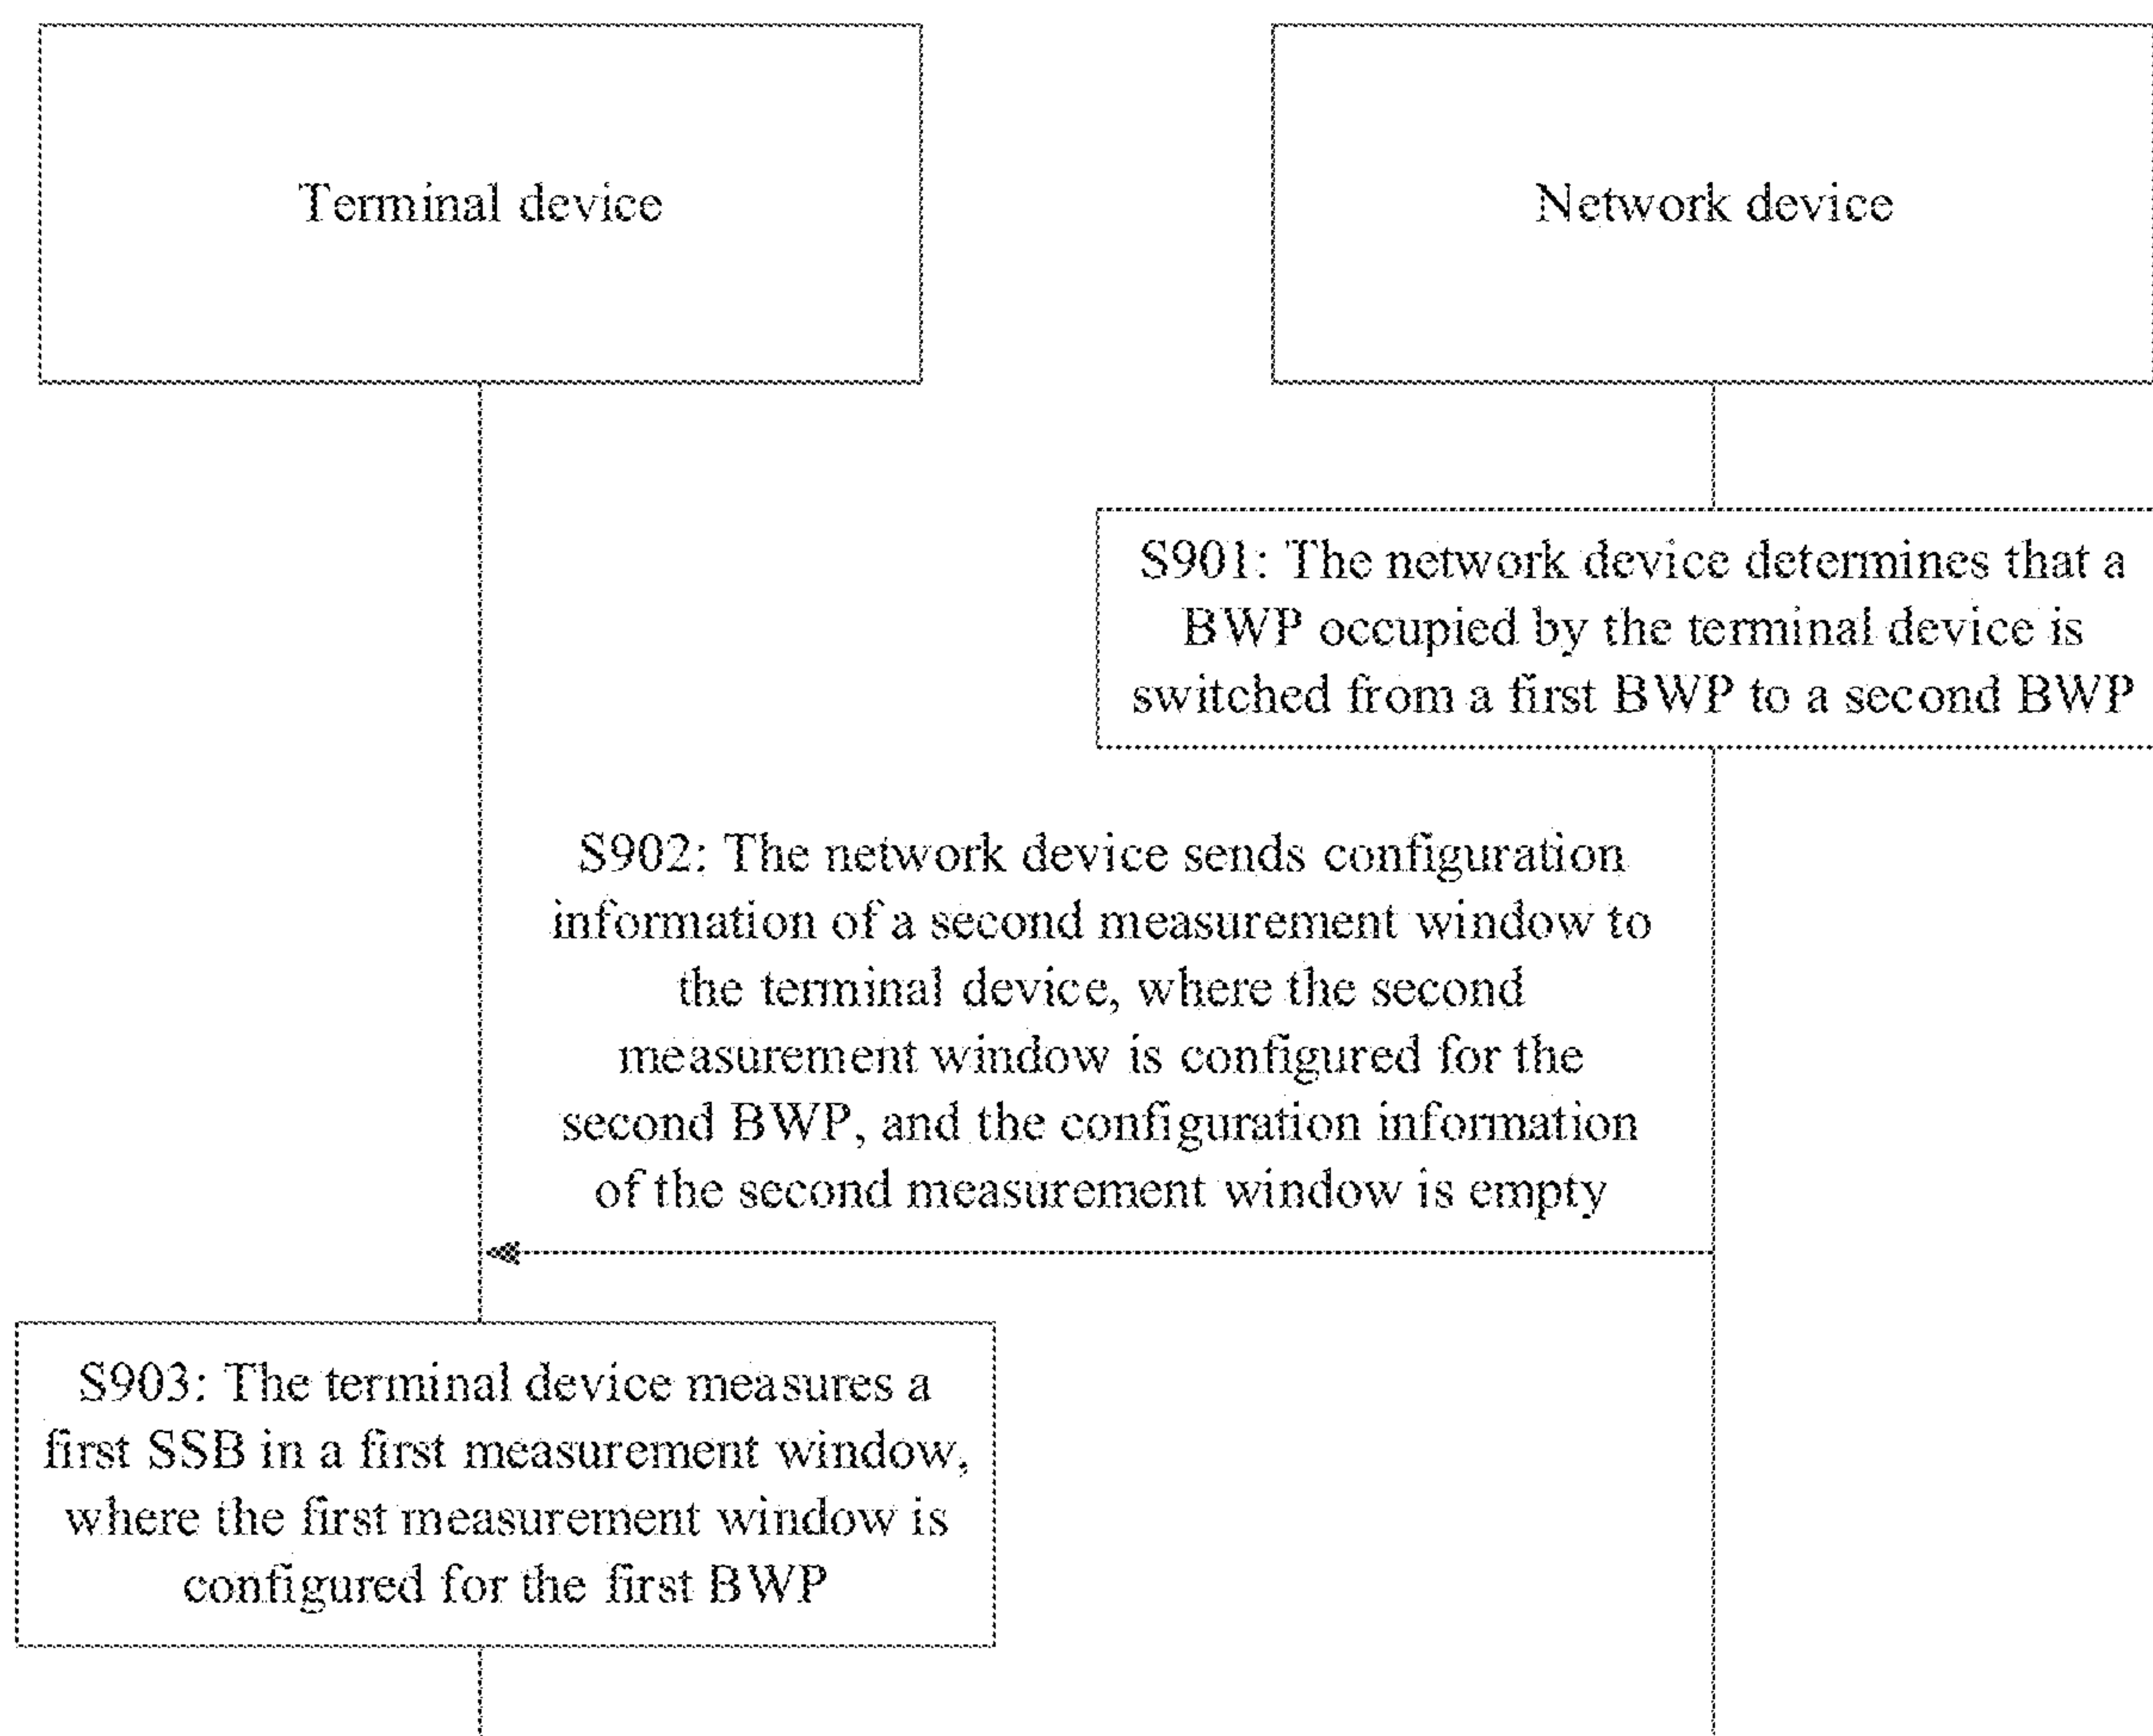 Terminal device
Network device
S901: The network device determines that a
BWP occupied by the terminal device is
switched from a first BWP to a second BWP
S902: The network device sends configuration
information of a second measurement window to
the terminal device, where the second
measurement window is configured for the
second BWP, and the configuration information
of the second measurement window is empty
S903: The terminal device measures a
first SSB in a first measurement window,
where the first measurement window is
configured for the first BWP